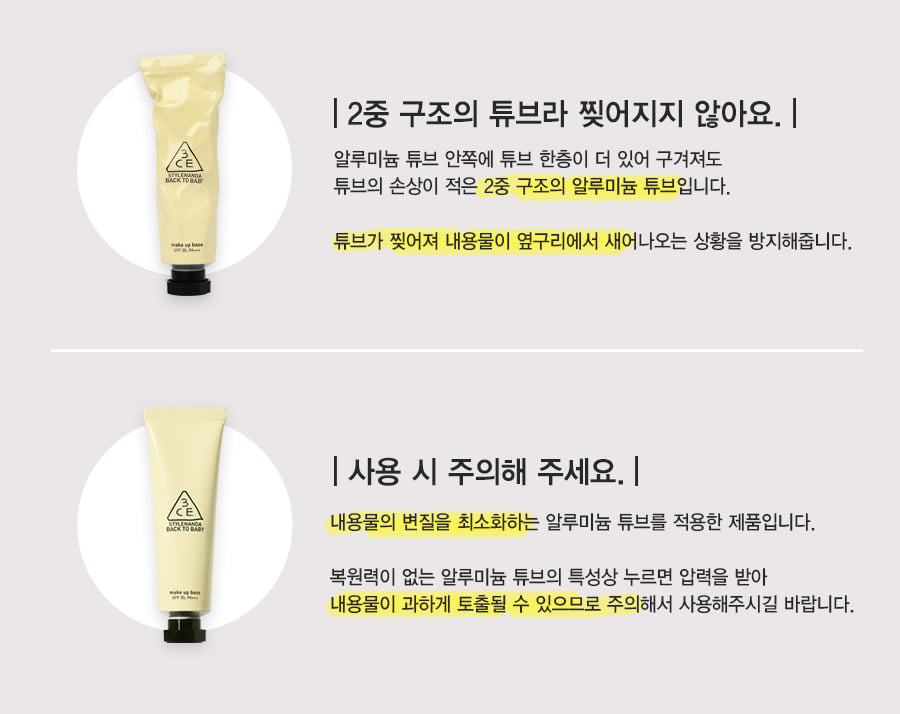 3
CE
STYLENANDA
BACK TO BABY
make up base
SPF 30, PA++
| 2중 구조의 튜브라 찢어지지 않아요. |
알루미늄 튜브 안쪽에 튜브 한층이 더 있어 구겨져도
튜브의 손상이 적은 2중 구조의 알루미늄 튜브입니다.
튜브가 찢어져 내용물이 옆구리에서 새어나오는 상황을 방지해줍니다.
3
CE
STYLENANDA
BACK TO BABY
make up base
SPF 30, PA++
| 사용 시 주의해 주세요. |
내용물의 변질을 최소화하는 알루미늄 튜브를 적용한 제품입니다.
복원력이 없는 알루미늄 튜브의 특성상 누르면 압력을 받아
내용물이 과하게 토출될 수 있으므로 주의해서 사용해주시길 바랍니다.